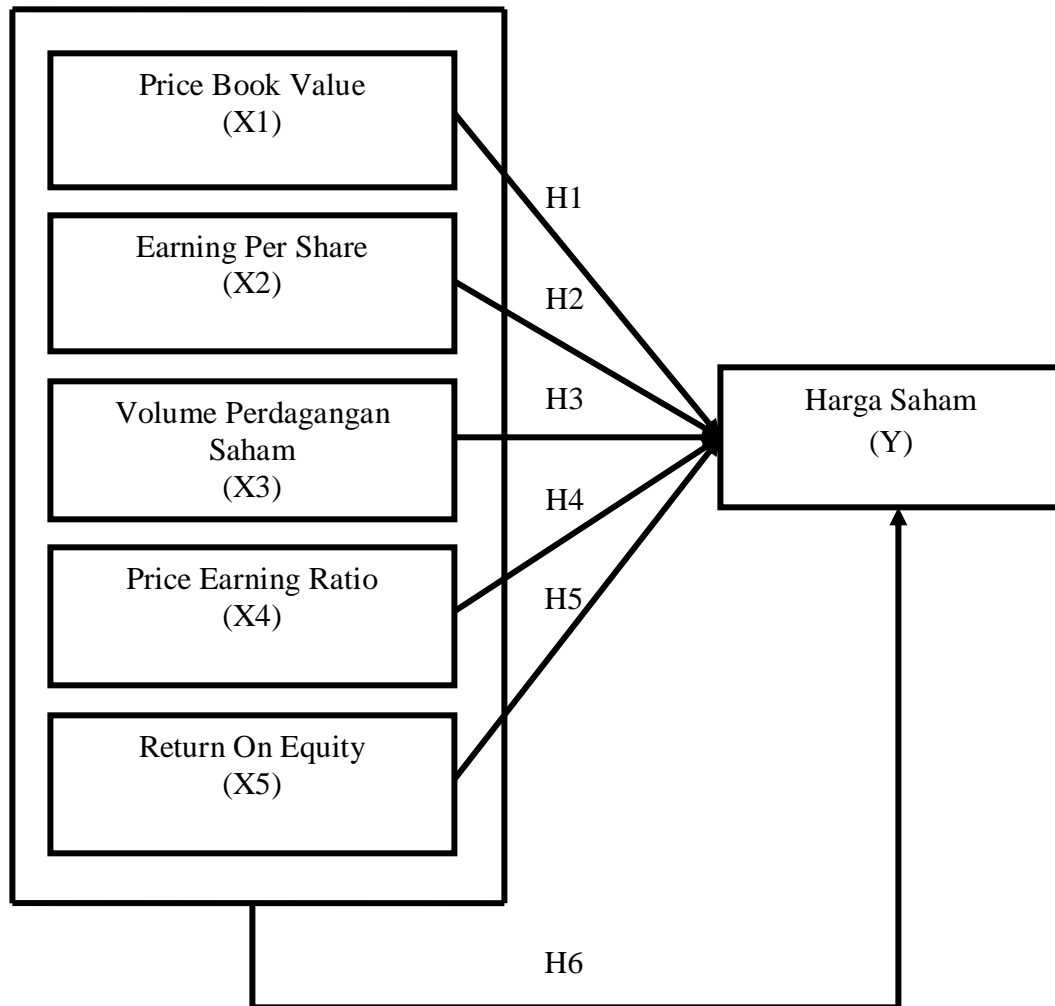 Price Book Value
(X1)
H1
Earning Per Share
(X2)
H2
Volume Perdagangan
Saham
(X3)
H3
Harga Saham
(Y)
Price Earning Ratio
(X4)
H4
Return On Equity
(X5)
H5
H6